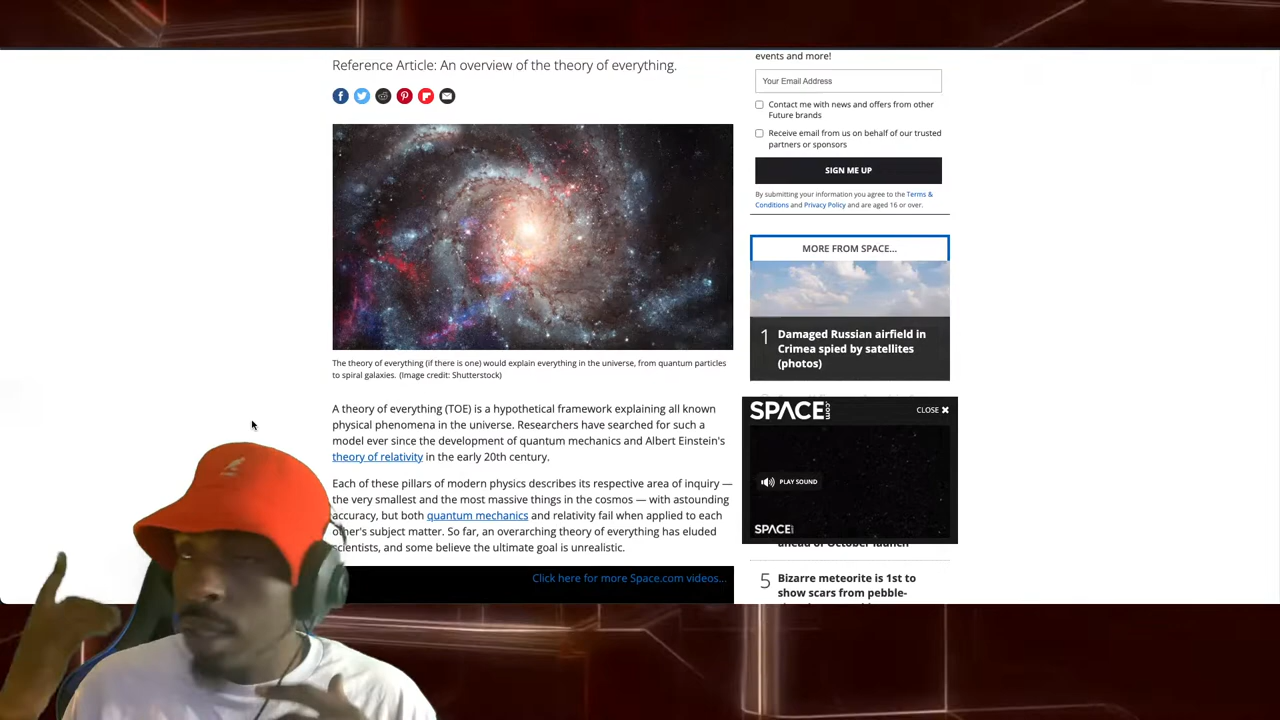 Reference Article: An overview of the theory of everything.
The theory of everything (if there is one) would explain everything in the universe, from quantum particles
to spiral galaxies. (Image credit: Shutterstock)
A theory of everything (TOE) is a hypothetical framework explaining all known
physical phenomena in the universe. Researchers have searched for such a
model ever since the development of quantum mechanics and Albert Einstein's
theory of relativity in the early 20th century.
Each of these pillars of modern physics describes its respective area of inquiry —
the very smallest and the most massive things in the cosmos — with astounding
accuracy, but both quantum mechanics and relativity fail when applied to each
other's subject matter. So far, an overarching theory of everything has eluded
scientists, and some believe the ultimate goal is unrealistic.
Click here for more Space.com videos...
events and more!
Your Email Address
Contact me with news and offers from other
Future brands
Receive email from us on behalf of our trusted
partners or sponsors
SIGN ME UP
By submitting your information you agree to the Terms &
Conditions and Privacy Policy and are aged 16 or over.
MORE FROM SPACE...
1 Damaged Russian airfield in
Crimea spied by satellites
(photos)
SPACE.com
CLOSE ✖
PLAY SOUND
SPACE
ahead of October launch
5 Bizarre meteorite is 1st to
show scars from pebble-